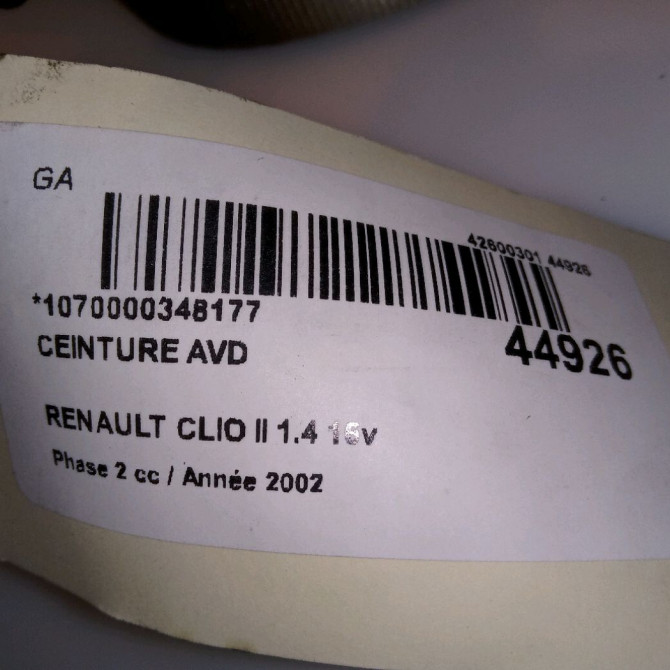 GA
42600301 44926
*1070000348177
CEINTURE AVD
44926
RENAULT CLIO II 1.4 16v
Phase 2 cc / Année 2002